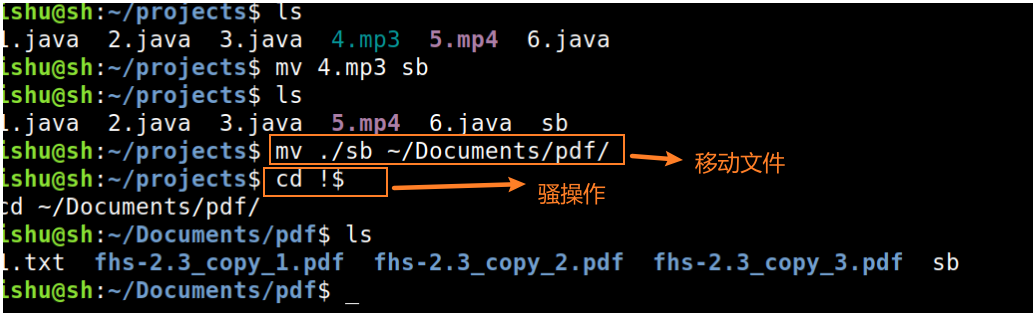 ishu@sh:~/projects$ ls
1.java 2.java 3.java 4.mp3 5.mp4 6.java
ishu@sh:~/projects$ mv 4.mp3 sb
ishu@sh:~/projects$ ls
1.java 2.java 3.java 5.mp4 6.java sb
ishu@sh:~/projects$ mv ./sb ~/Documents/pdf/ 移动文件
ishu@sh:~/projects$ cd !$ 骚操作
cd ~/Documents/pdf/
ishu@sh:~/Documents/pdf$ ls
1.txt fhs-2.3_copy_1.pdf fhs-2.3_copy_2.pdf fhs-2.3_copy_3.pdf sb
ishu@sh:~/Documents/pdf$ _